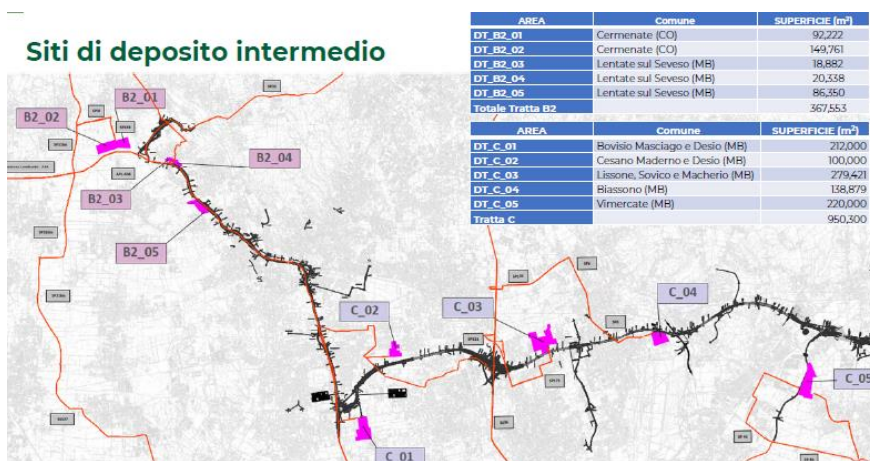 Siti di deposito intermedio
AREA Comune SUPERFICIE (m²)
DT_B2_01 Cermenate (CO) 92,222
DT_B2_02 Cermenate (CO) 149,761
DT_B2_03 Lentate sul Seveso (MB) 18,882
DT_B2_04 Lentate sul Seveso (MB) 20,338
DT_B2_05 Lentate sul Seveso (MB) 86,350
Totale Tratta B2 367,553
AREA Comune SUPERFICIE (m²)
DT_C_01 Bovisio Masciago e Desio (MB) 212,000
DT_C_02 Cesano Maderno e Desio (MB) 100,000
DT_C_03 Lissone, Sovico e Macherio (MB) 279,421
DT_C_04 Biassono (MB) 138,879
DT_C_05 Vimercate (MB) 220,000
Tratta C 950,300
B2_01
B2_02
B2_04
B2_03
B2_05
C_02
C_03
C_04
C_05
C_01